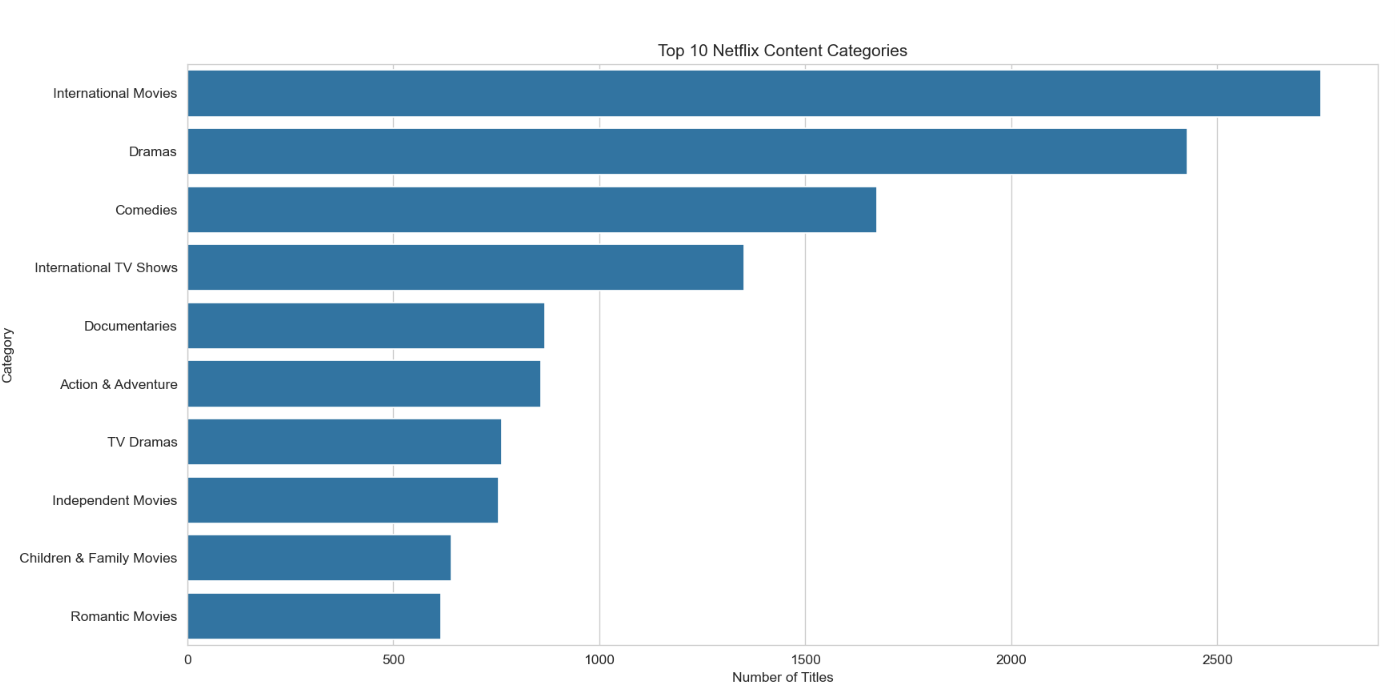 Top 10 Netflix Content Categories
International Movies
Dramas
Comedies
International TV Shows
Documentaries
Action & Adventure
TV Dramas
Independent Movies
Children & Family Movies
Romantic Movies
Category
0 500 1000 1500 2000 2500
Number of Titles